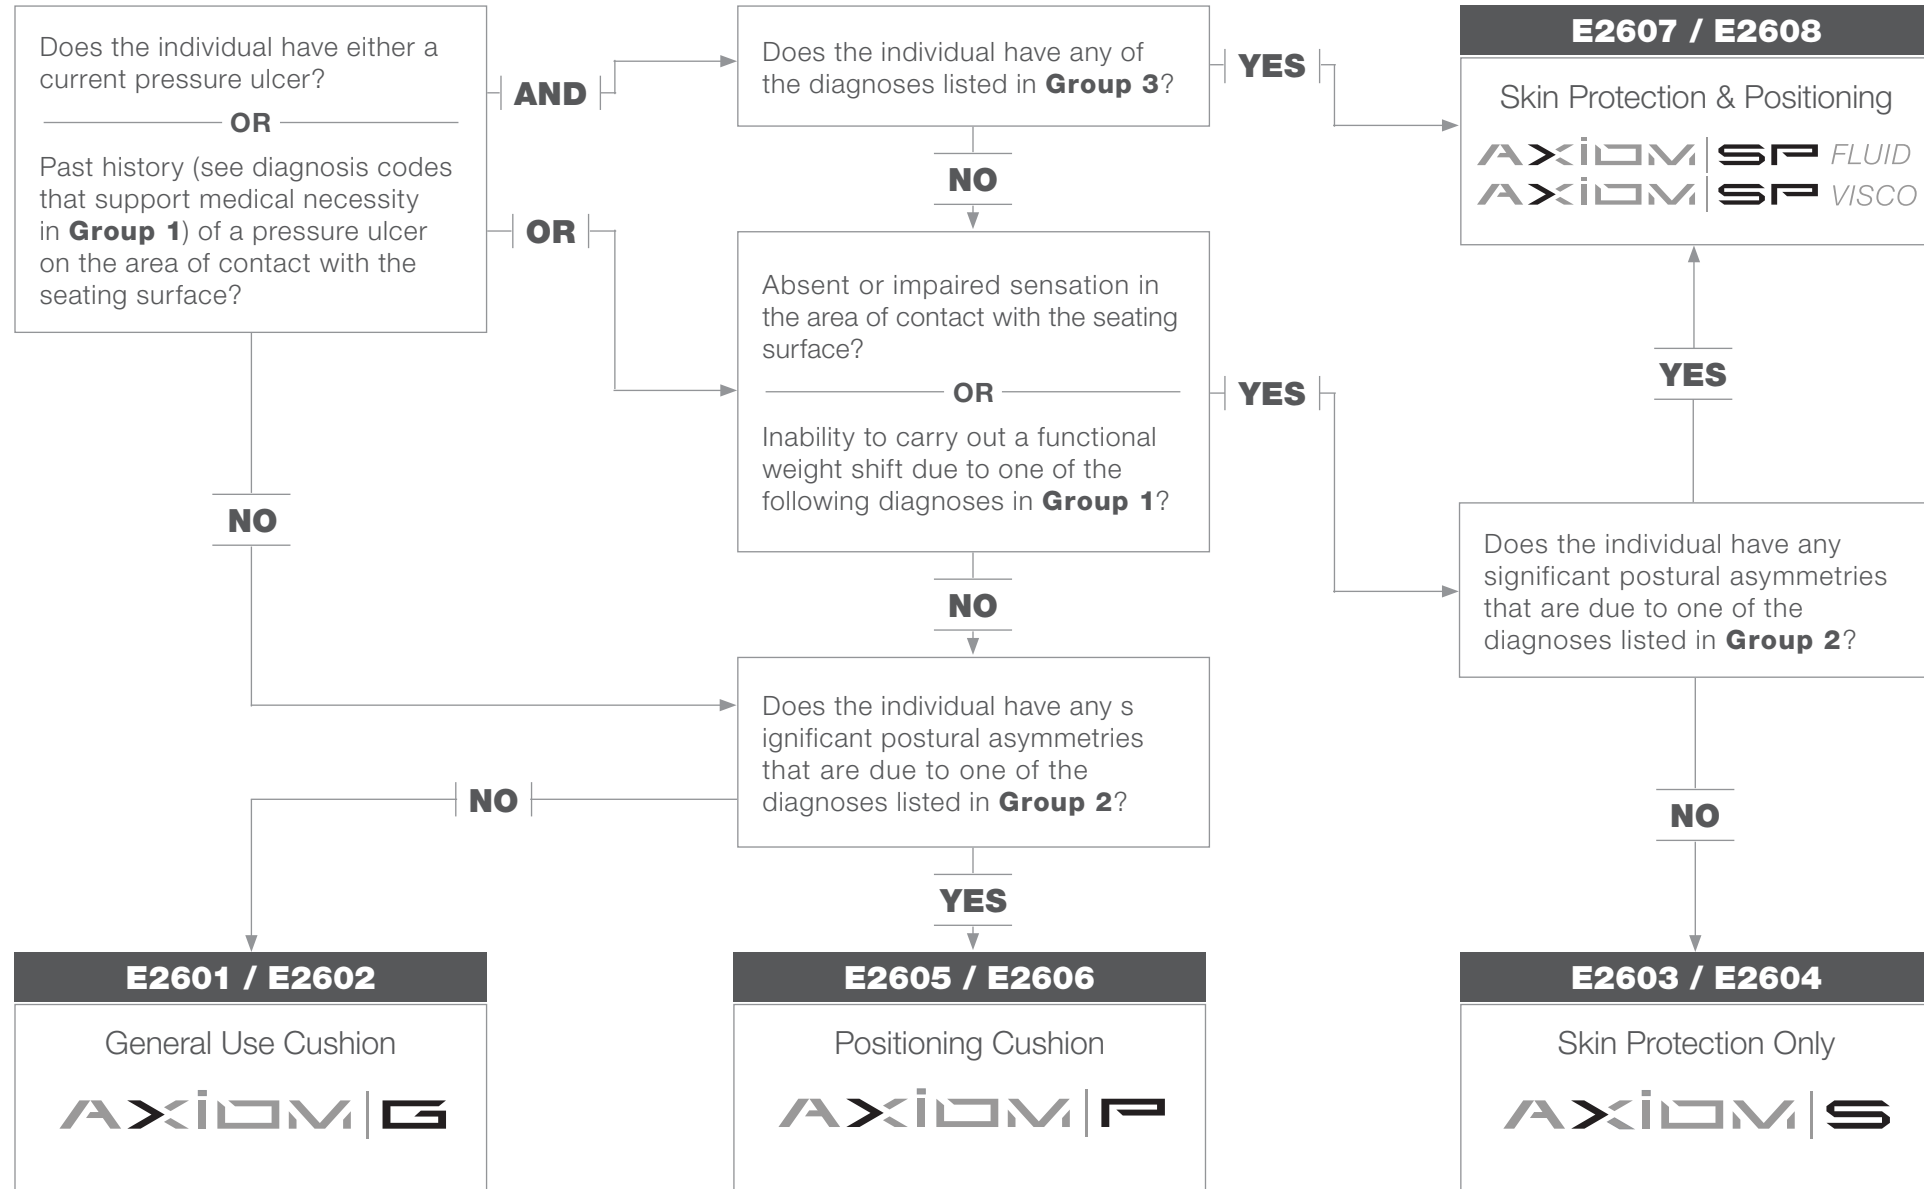 Does the individual have either a
current pressure ulcer?
OR
Past history (see diagnosis codes
that support medical necessity
in Group 1) of a pressure ulcer
on the area of contact with the
seating surface?
AND
OR
NO
Does the individual have any of
the diagnoses listed in Group 3?
YES
NO
Absent or impaired sensation in
the area of contact with the seating
surface?
OR
Inability to carry out a functional
weight shift due to one of the
following diagnoses in Group 1?
YES
NO
Does the individual have any s
ignificant postural asymmetries
that are due to one of the
diagnoses listed in Group 2?
NO
YES
E2607 / E2608
Skin Protection & Positioning
AXiOM|SP FLUID
AXiOM|SP VISCO
YES
Does the individual have any
significant postural asymmetries
that are due to one of the
diagnoses listed in Group 2?
NO
E2601 / E2602
General Use Cushion
AXiOM|G
E2605 / E2606
Positioning Cushion
AXiOM|P
E2603 / E2604
Skin Protection Only
AXiOM|S